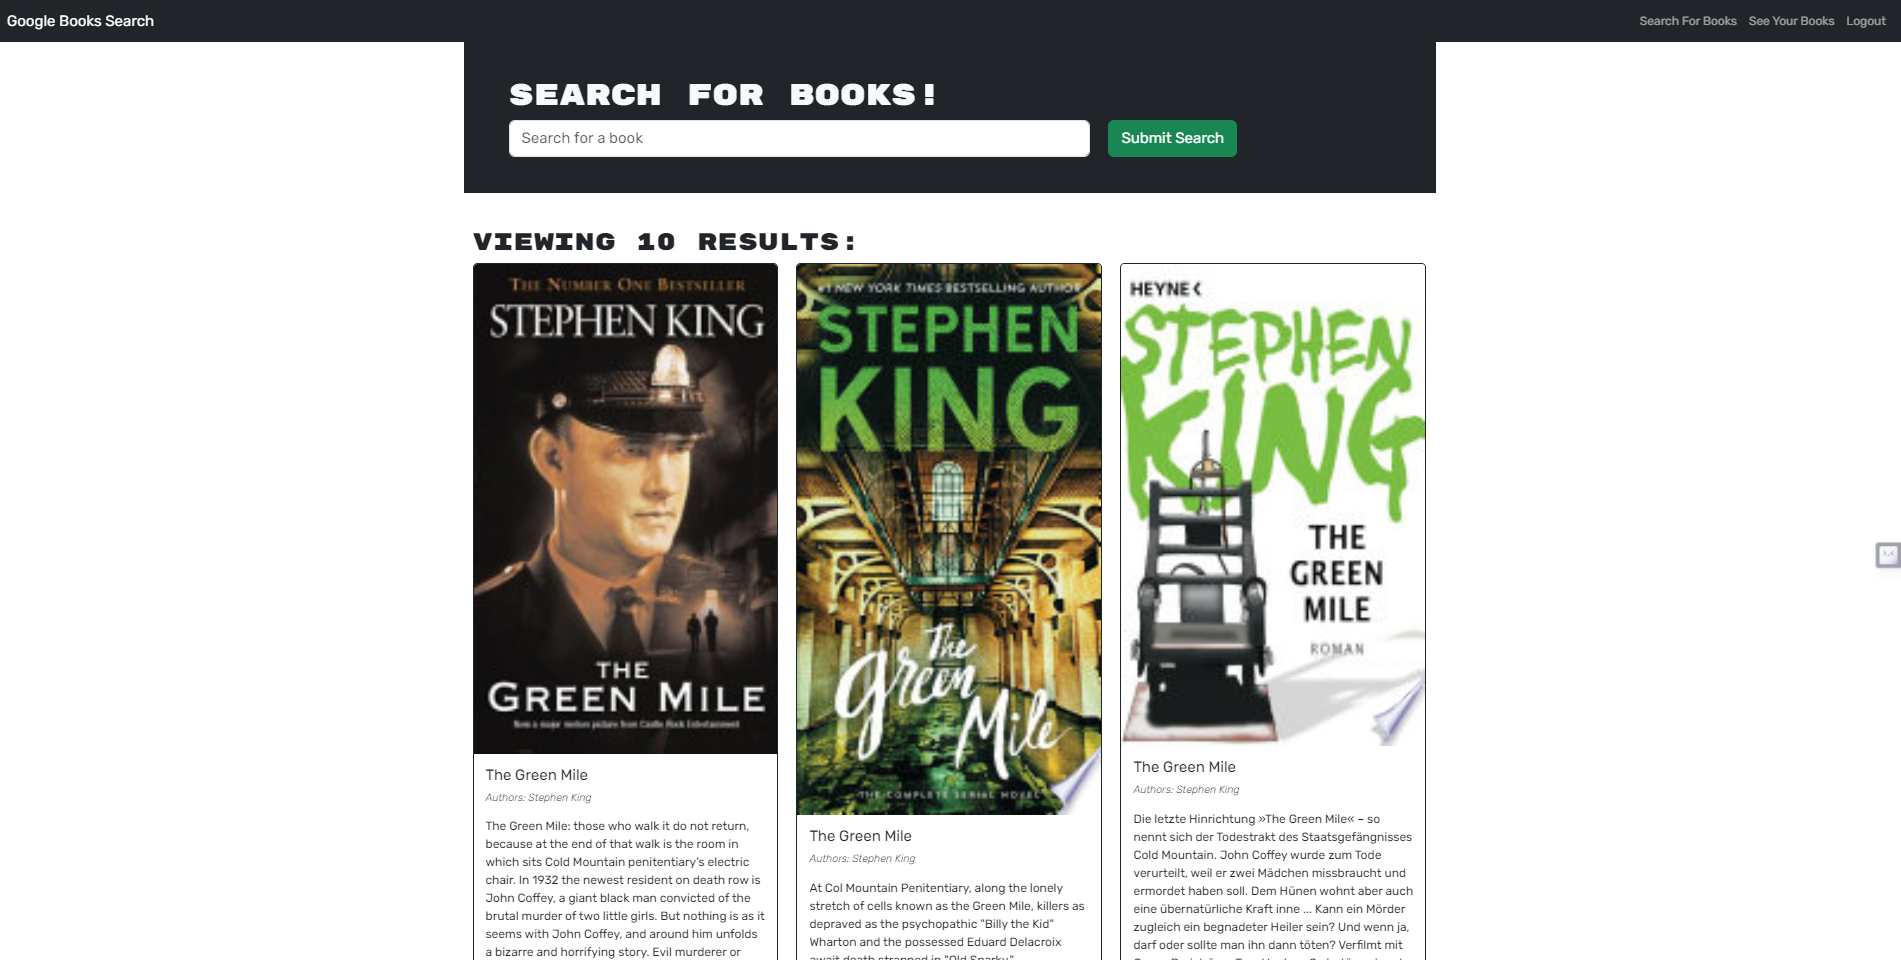 Google Books Search
Search For Books
See Your Books
Logout
SEARCH FOR BOOKS!
Search for a book
Submit Search
VIEWING 10 RESULTS:
THE NUMBER ONE BESTSELLER
STEPHEN KING
THE
GREEN MILE
Now a major motion picture from Castle Rock Entertainment
The Green Mile
Authors: Stephen King
The Green Mile: those who walk it do not return,
because at the end of that walk is the room in
which sits Cold Mountain penitentiary's electric
chair. In 1932 the newest resident on death row is
John Coffey, a giant black man convicted of the
brutal murder of two little girls. But nothing is as it
seems with John Coffey, and around him unfolds
a bizarre and horrifying story. Evil murderer or
#1 NEW YORK TIMES BESTSELLING AUTHOR
STEPHEN
KING
The
green
Mile
THE COMPLETE SERIAL NOVEL
The Green Mile
Authors: Stephen King
At Col Mountain Penitentiary, along the lonely
stretch of cells known as the Green Mile, killers as
depraved as the psychopathic "Billy the Kid"
Wharton and the possessed Eduard Delacroix
await death strapped in "Old Sparky."
HEYNE
STEPHEN
KING
THE
GREEN
MILE
ROMAN
The Green Mile
Authors: Stephen King
Die letzte Hinrichtung »The Green Mile« – so
nennt sich der Todestrakt des Staatsgefängnisses
Cold Mountain. John Coffey wurde zum Tode
verurteilt, weil er zwei Mädchen missbraucht und
ermordet haben soll. Dem Hünen wohnt aber auch
eine übernatürliche Kraft inne ... Kann ein Mörder
zugleich ein begnadeter Heiler sein? Und wenn ja,
darf oder sollte man ihn dann töten? Verfilmt mit